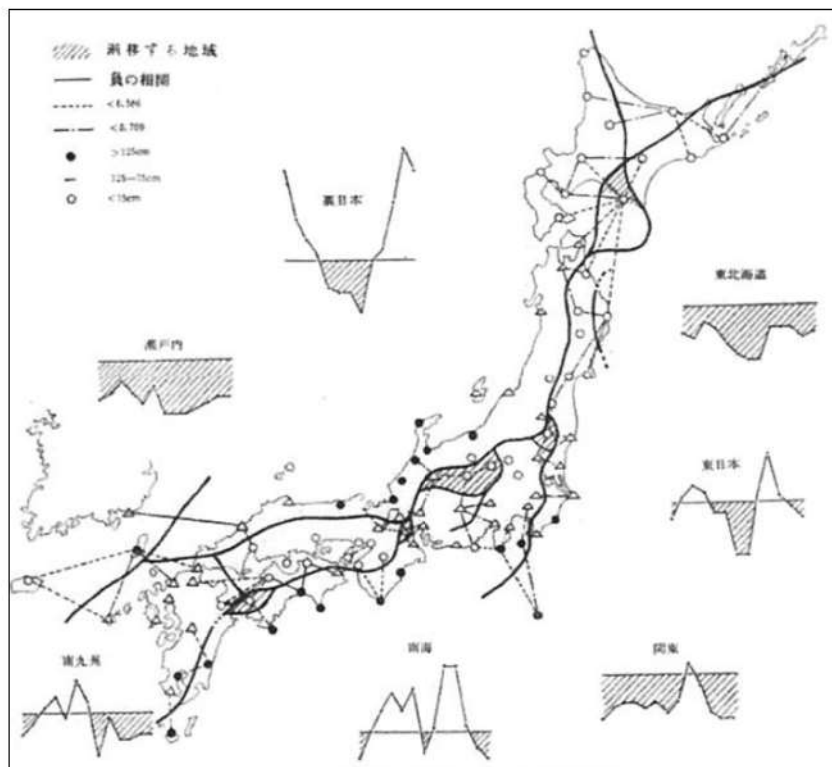 漸移する地域
負の相関
<0.586
<0.709
>125cm
125—75cm
<75cm
裏日本
東北海道
瀬戸内
東日本
南九州
南海
関東